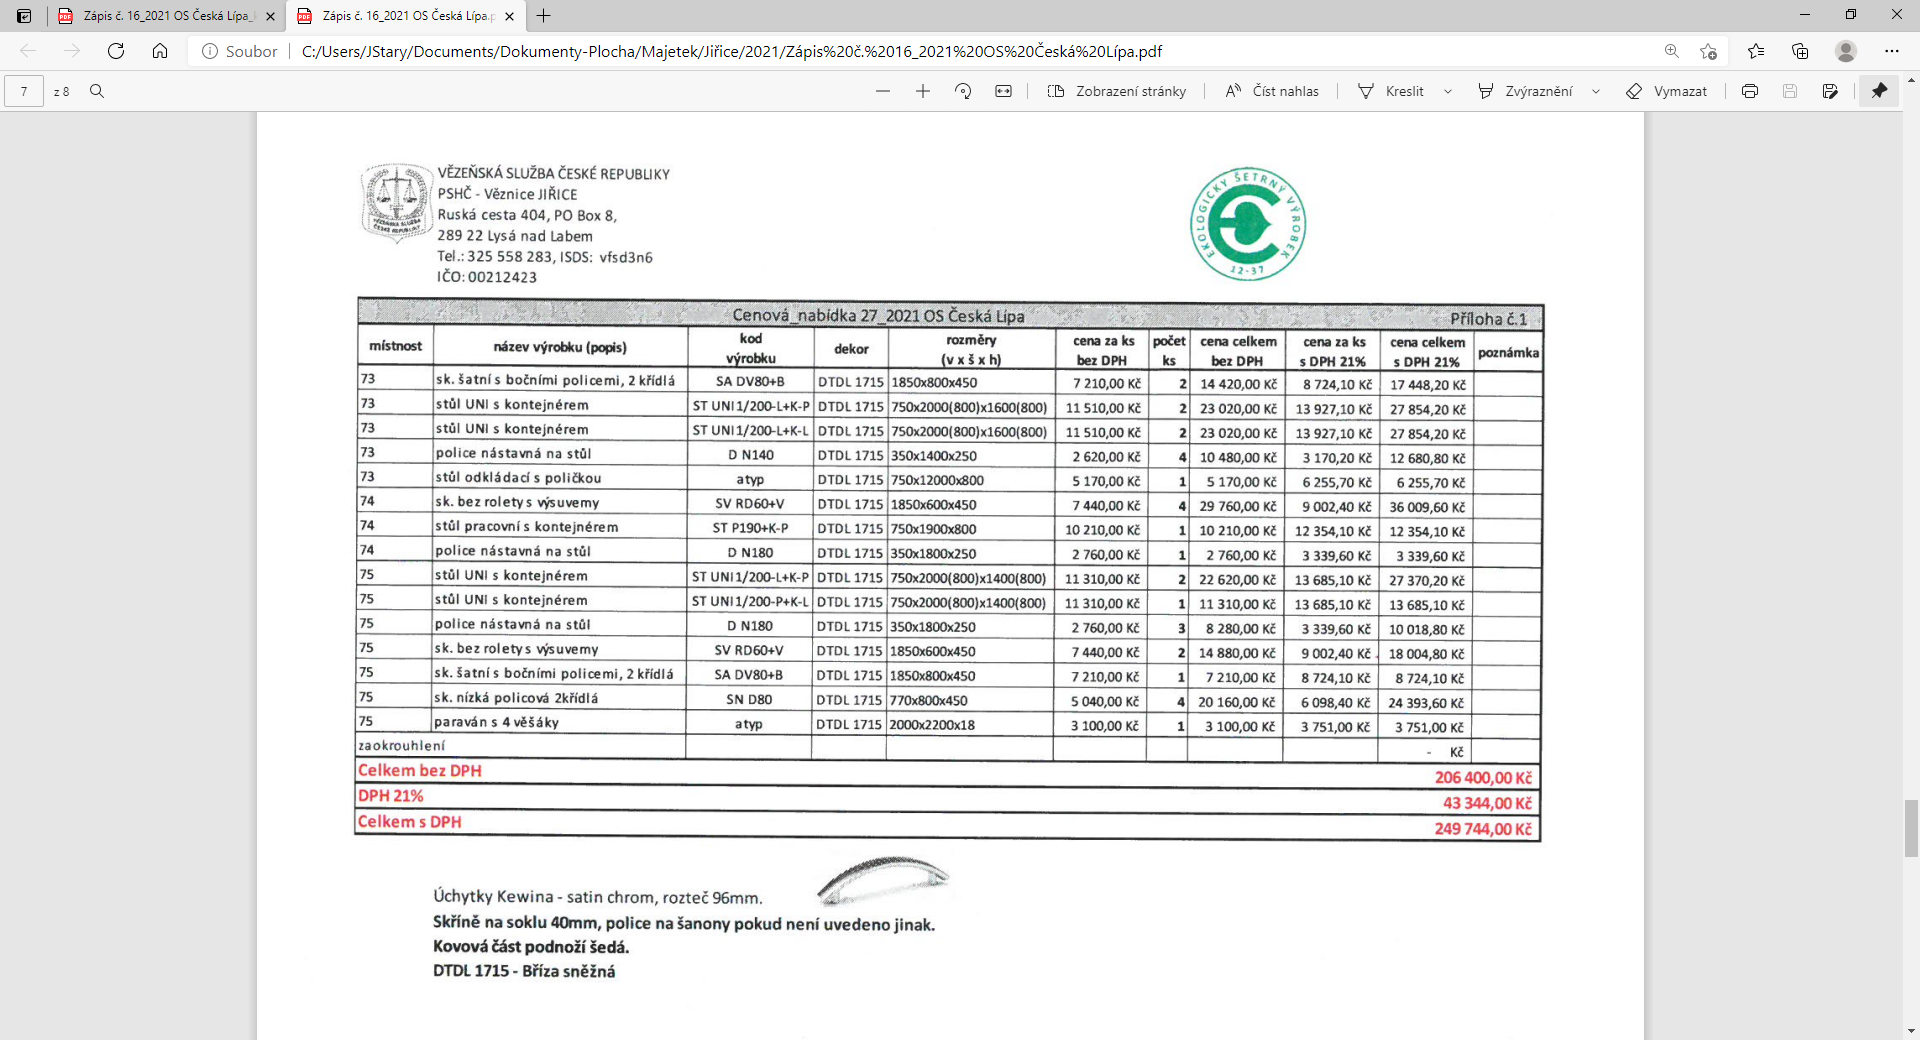 Zápis č. 16_2021 OS Česká Lípa_
Zápis č. 16_2021 OS Česká Lípa.p
Soubor C:/Users/JStary/Documents/Dokumenty-Plocha/Majetek/Jiřice/2021/Zápis%20č.%2016_2021%20OS%20Česká%20Lípa.pdf
7 z 8 Zobrazení stránky Číst nahlas Kreslit Zvýraznění Vymazat
VĚZEŇSKÁ SLUŽBA ČESKÉ REPUBLIKY
PSHČ - Věznice JIŘICE
Ruská cesta 404, PO Box 8,
289 22 Lysá nad Labem
Tel.: 325 558 283, ISDS: vfsd3n6
IČO: 00212423
VĚZEŇSKÁ SLUŽBA
ČESKÉ REPUBLIKY
EKOLOGICKY ŠETRNÝ VÝROBEK
12-37
Cenová_nabídka 27_2021 OS Česká Lípa Příloha č.1
místnost název výrobku (popis) kod výrobku dekor rozměry (v x š x h) cena za ks bez DPH počet ks cena celkem bez DPH cena za ks s DPH 21% cena celkem s DPH 21% poznámka
73 sk. šatní s bočními policemi, 2 křídlá SA DV80+B DTDL 1715 1850x800x450 7 210,00 Kč 2 14 420,00 Kč 8 724,10 Kč 17 448,20 Kč
73 stůl UNI s kontejnérem ST UNI1/200-L+K-P DTDL 1715 750x2000(800)x1600(800) 11 510,00 Kč 2 23 020,00 Kč 13 927,10 Kč 27 854,20 Kč
73 stůl UNI s kontejnérem ST UNI1/200-L+K-L DTDL 1715 750x2000(800)x1600(800) 11 510,00 Kč 2 23 020,00 Kč 13 927,10 Kč 27 854,20 Kč
73 police nástavná na stůl D N140 DTDL 1715 350x1400x250 2 620,00 Kč 4 10 480,00 Kč 3 170,20 Kč 12 680,80 Kč
73 stůl odkládací s poličkou atyp DTDL 1715 750x12000x800 5 170,00 Kč 1 5 170,00 Kč 6 255,70 Kč 6 255,70 Kč
74 sk. bez rolety s výsuvemy SV RD60+V DTDL 1715 1850x600x450 7 440,00 Kč 4 29 760,00 Kč 9 002,40 Kč 36 009,60 Kč
74 stůl pracovní s kontejnérem ST P190+K-P DTDL 1715 750x1900x800 10 210,00 Kč 1 10 210,00 Kč 12 354,10 Kč 12 354,10 Kč
74 police nástavná na stůl D N180 DTDL 1715 350x1800x250 2 760,00 Kč 1 2 760,00 Kč 3 339,60 Kč 3 339,60 Kč
75 stůl UNI s kontejnérem ST UNI1/200-L+K-P DTDL 1715 750x2000(800)x1400(800) 11 310,00 Kč 2 22 620,00 Kč 13 685,10 Kč 27 370,20 Kč
75 stůl UNI s kontejnérem ST UNI1/200-P+K-L DTDL 1715 750x2000(800)x1400(800) 11 310,00 Kč 1 11 310,00 Kč 13 685,10 Kč 13 685,10 Kč
75 police nástavná na stůl D N180 DTDL 1715 350x1800x250 2 760,00 Kč 3 8 280,00 Kč 3 339,60 Kč 10 018,80 Kč
75 sk. bez rolety s výsuvemy SV RD60+V DTDL 1715 1850x600x450 7 440,00 Kč 2 14 880,00 Kč 9 002,40 Kč 18 004,80 Kč
75 sk. šatní s bočními policemi, 2 křídlá SA DV80+B DTDL 1715 1850x800x450 7 210,00 Kč 1 7 210,00 Kč 8 724,10 Kč 8 724,10 Kč
75 sk. nízká policová 2křídlá SN D80 DTDL 1715 770x800x450 5 040,00 Kč 4 20 160,00 Kč 6 098,40 Kč 24 393,60 Kč
75 paraván s 4 věšáky atyp DTDL 1715 2000x2200x18 3 100,00 Kč 1 3 100,00 Kč 3 751,00 Kč 3 751,00 Kč
zaokrouhlení - Kč
Celkem bez DPH 206 400,00 Kč
DPH 21% 43 344,00 Kč
Celkem s DPH 249 744,00 Kč
Úchytky Kewina - satin chrom, rozteč 96mm.
Skříně na soklu 40mm, police na šanony pokud není uvedeno jinak.
Kovová část podnoží šedá.
DTDL 1715 - Bříza sněžná